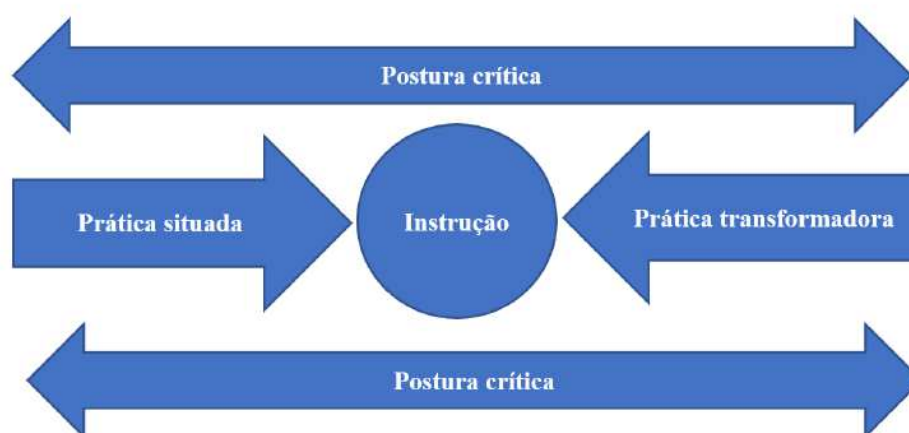 Postura crítica
Prática situada
Instrução
Prática transformadora
Postura crítica